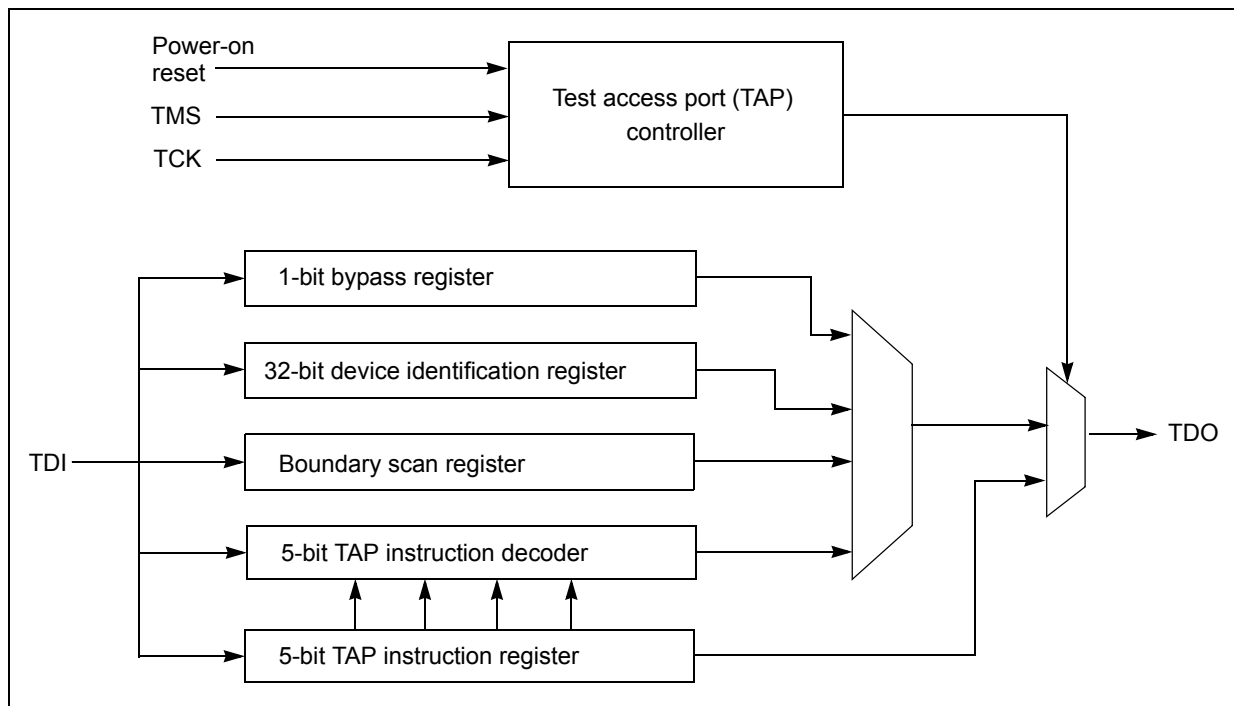 Power-on
reset
TMS
TCK
Test access port (TAP)
controller
1-bit bypass register
32-bit device identification register
Boundary scan register
TDI
TDO
5-bit TAP instruction decoder
5-bit TAP instruction register